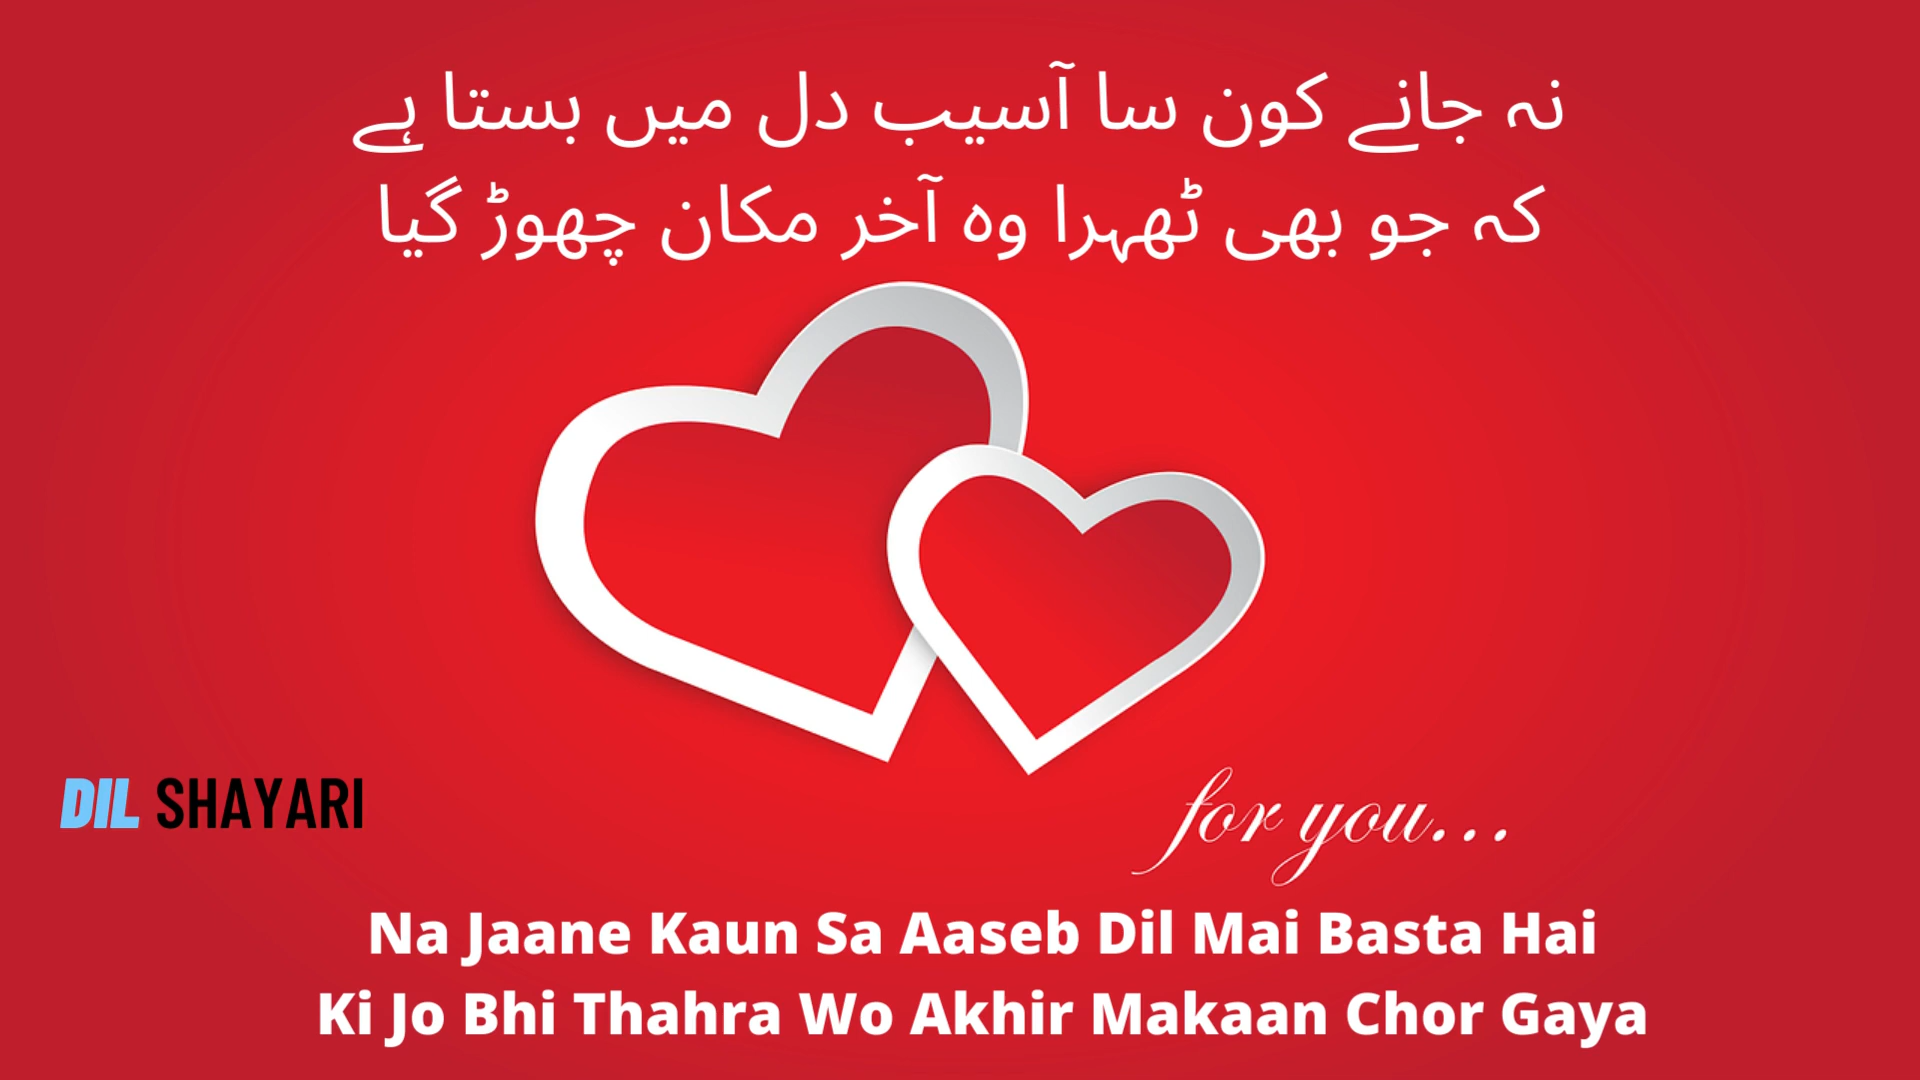 نہ جانے کون سا آسیب دل میں بستا ہے
کہ جو بھی ٹھہرا وہ آخر مکان چھوڑ گیا
DIL SHAYARI
for you...
Na Jaane Kaun Sa Aaseb Dil Mai Basta Hai
Ki Jo Bhi Thahra Wo Akhir Makaan Chor Gaya